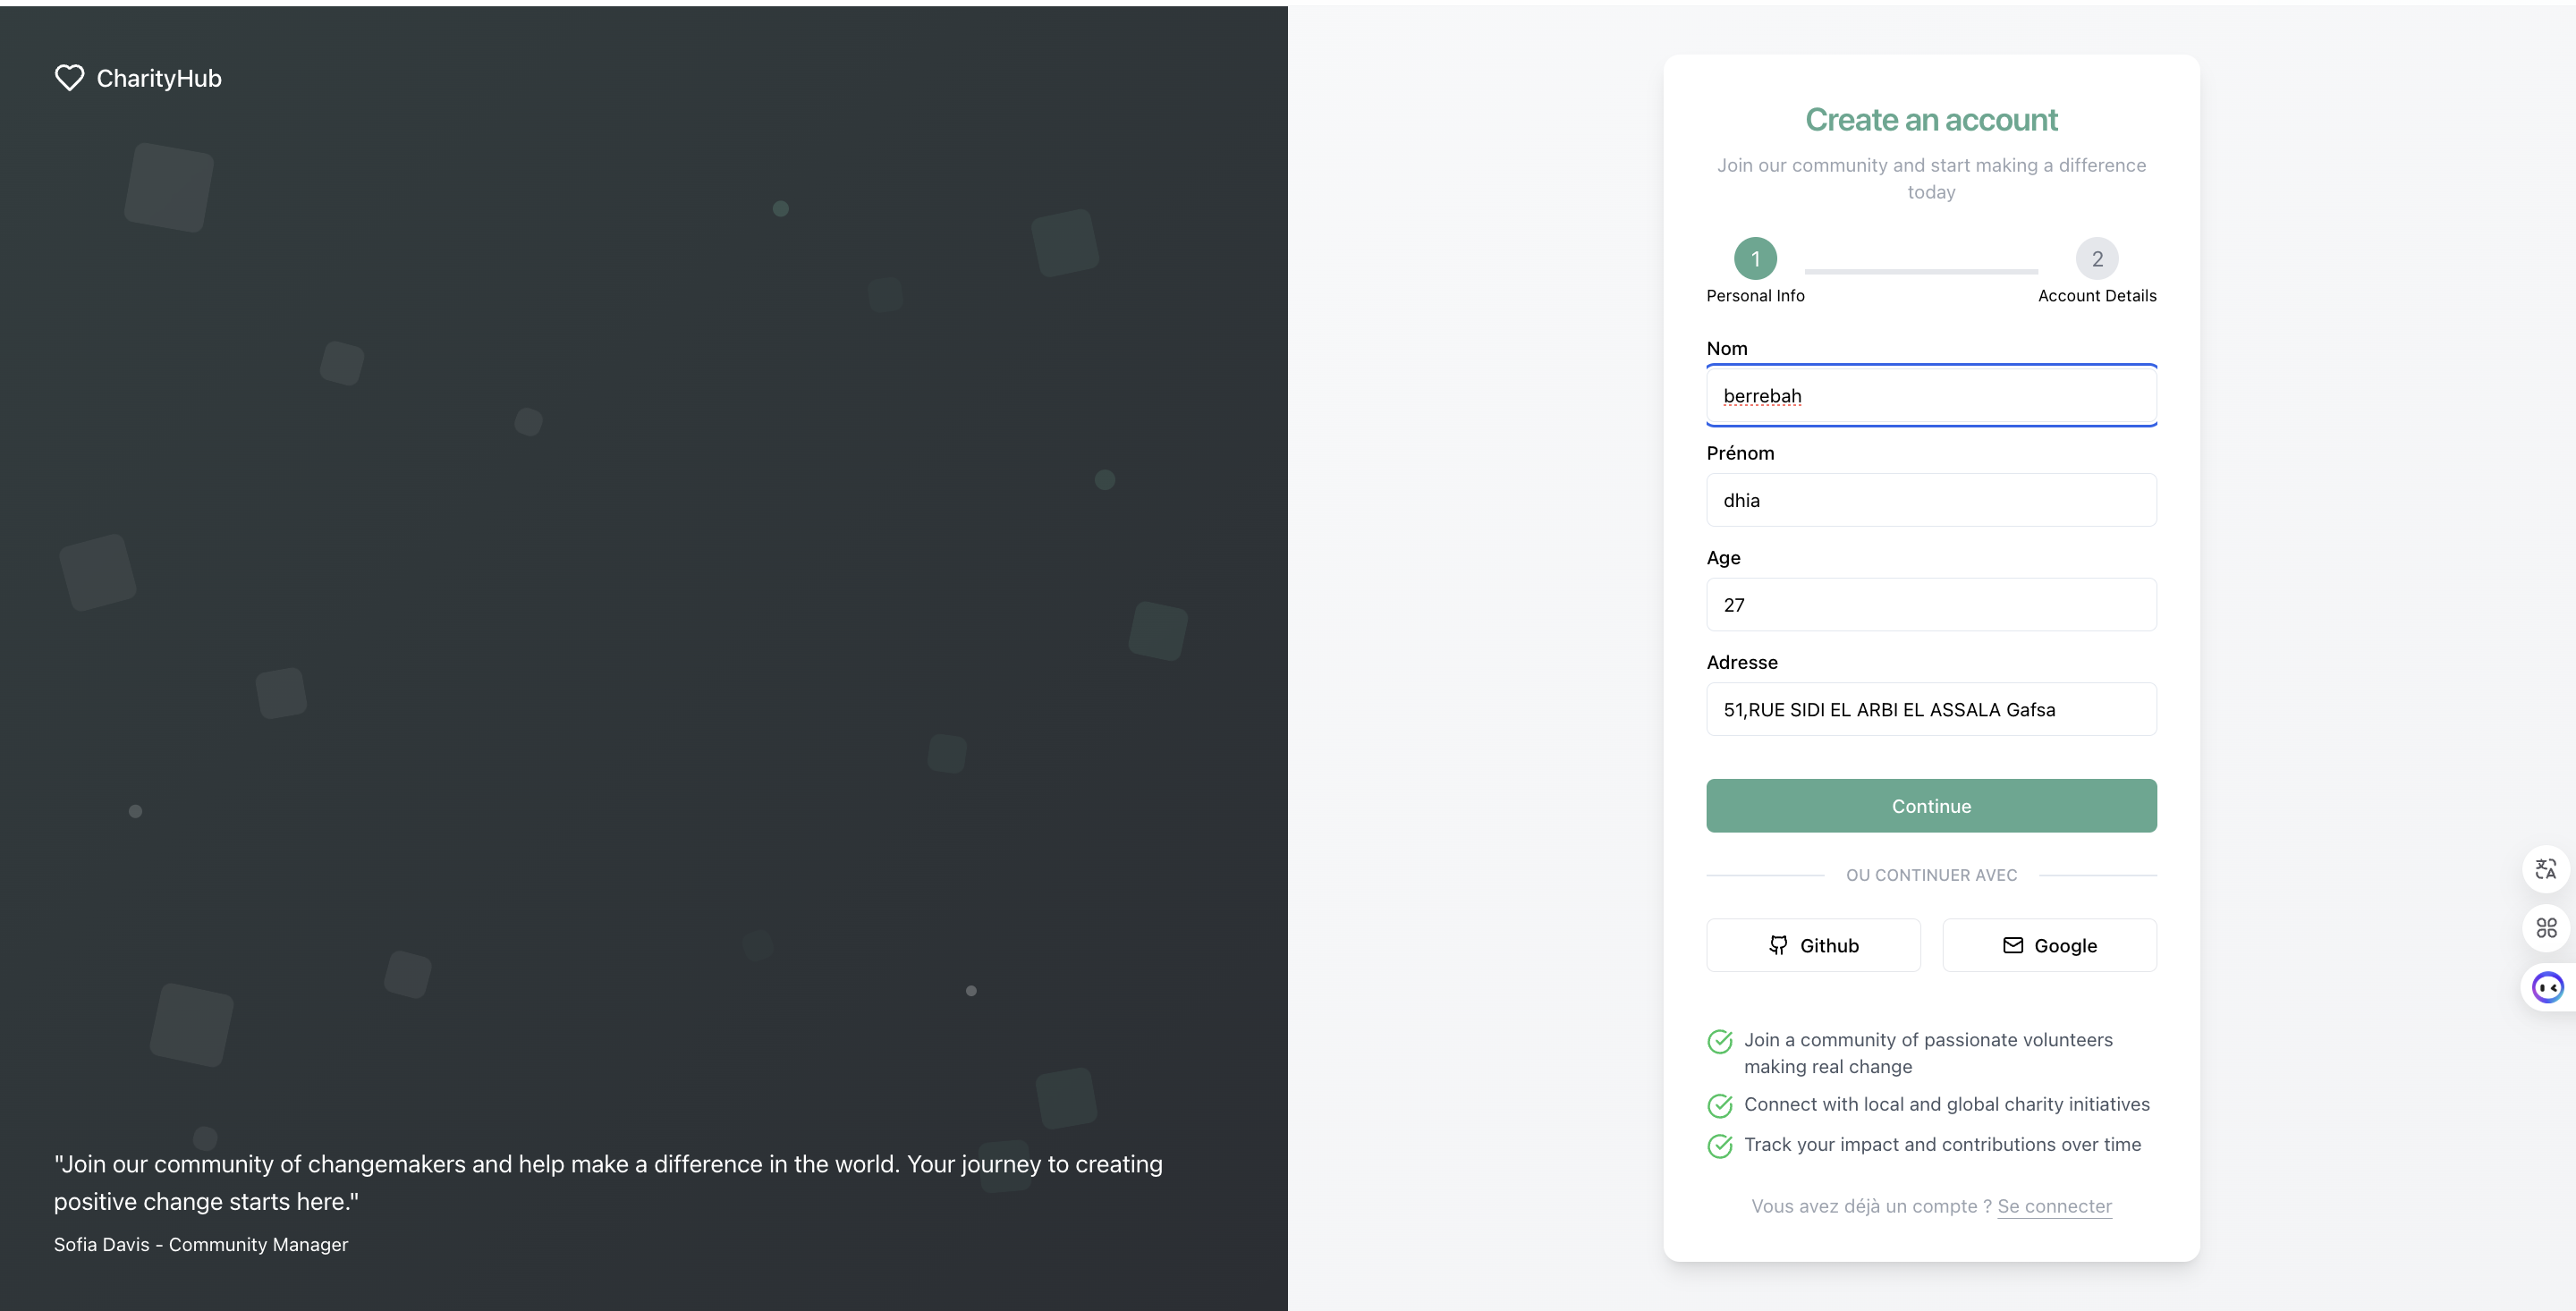 CharityHub
"Join our community of changemakers and help make a difference in the world. Your journey to creating
positive change starts here."
Sofia Davis - Community Manager
Create an account
Join our community and start making a difference
today
1
2
Personal Info
Account Details
Nom
berrebah
Prénom
dhia
Age
27
Adresse
51,RUE SIDI EL ARBI EL ASSALA Gafsa
Continue
OU CONTINUER AVEC
Github
Google
Join a community of passionate volunteers
making real change
Connect with local and global charity initiatives
Track your impact and contributions over time
Vous avez déjà un compte ? Se connecter